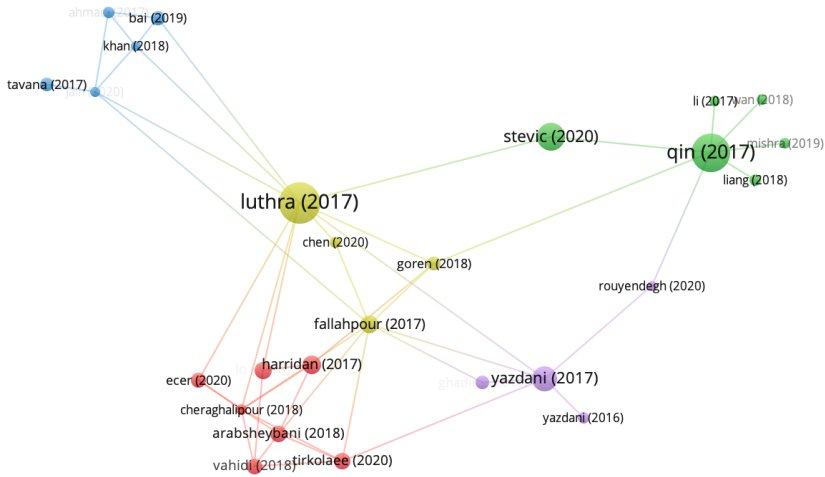 bai (2019)
khan (2018)
tavana (2017)
li (2017)
wan (2018)
stevic (2020)
mishra (2019)
qin (2017)
liang (2018)
luthra (2017)
chen (2020)
goren (2018)
rouyendegh (2020)
fallahpour (2017)
harridan (2017)
yazdani (2017)
ecer (2020)
cheraghalipour (2018)
yazdani (2016)
arabsheybani (2018)
tirkolaee (2020)
vahidi (2018)